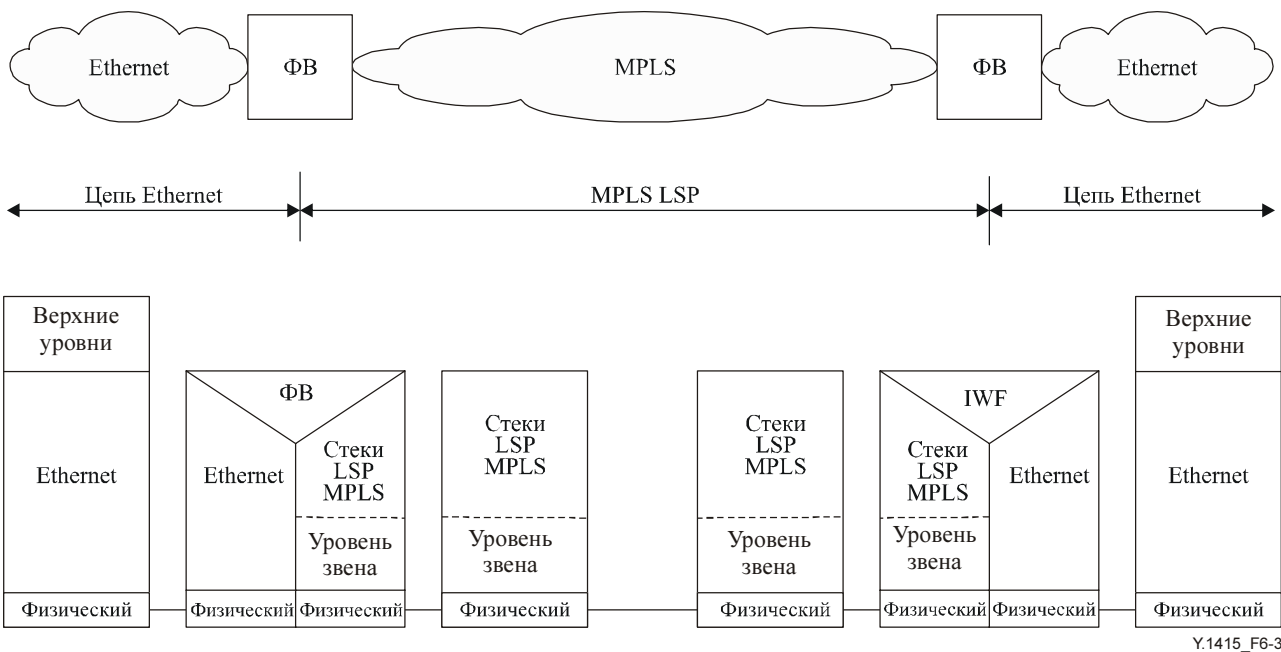 Ethernet
ФВ
MPLS
ФВ
Ethernet
Цепь Ethernet
MPLS LSP
Цепь Ethernet
Верхние
уровни
Ethernet
Физический
ФВ
Ethernet
Стеки
LSP
MPLS
Уровень
звена
Физический
Физический
Стеки
LSP
MPLS
Уровень
звена
Физический
Стеки
LSP
MPLS
Уровень
звена
Физический
IWF
Стеки
LSP
MPLS
Уровень
звена
Ethernet
Физический
Физический
Верхние
уровни
Ethernet
Физический
Y.1415_F6-3